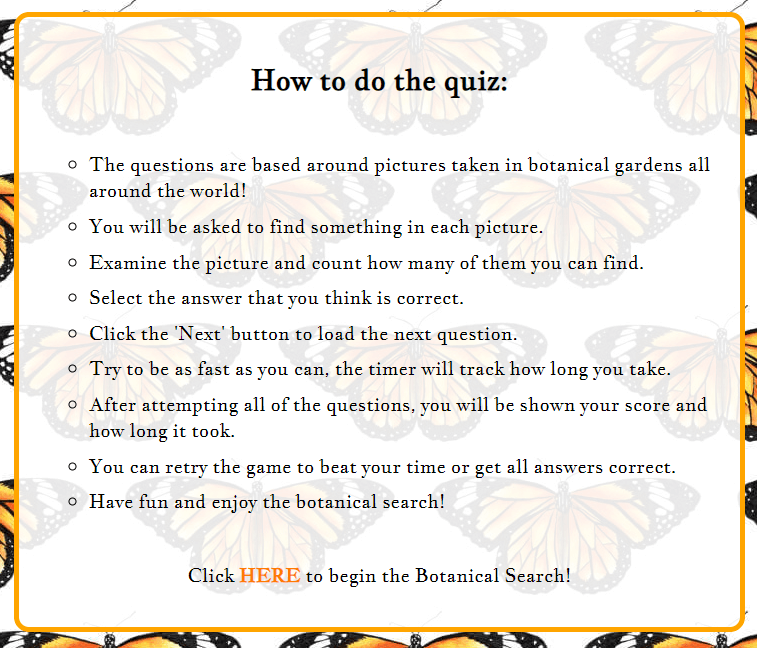 How to do the quiz:
The questions are based around pictures taken in botanical gardens all
around the world!
You will be asked to find something in each picture.
Examine the picture and count how many of them you can find.
Select the answer that you think is correct.
Click the 'Next' button to load the next question.
Try to be as fast as you can, the timer will track how long you take.
After attempting all of the questions, you will be shown your score and
how long it took.
You can retry the game to beat your time or get all answers correct.
Have fun and enjoy the botanical search!
Click HERE to begin the Botanical Search!